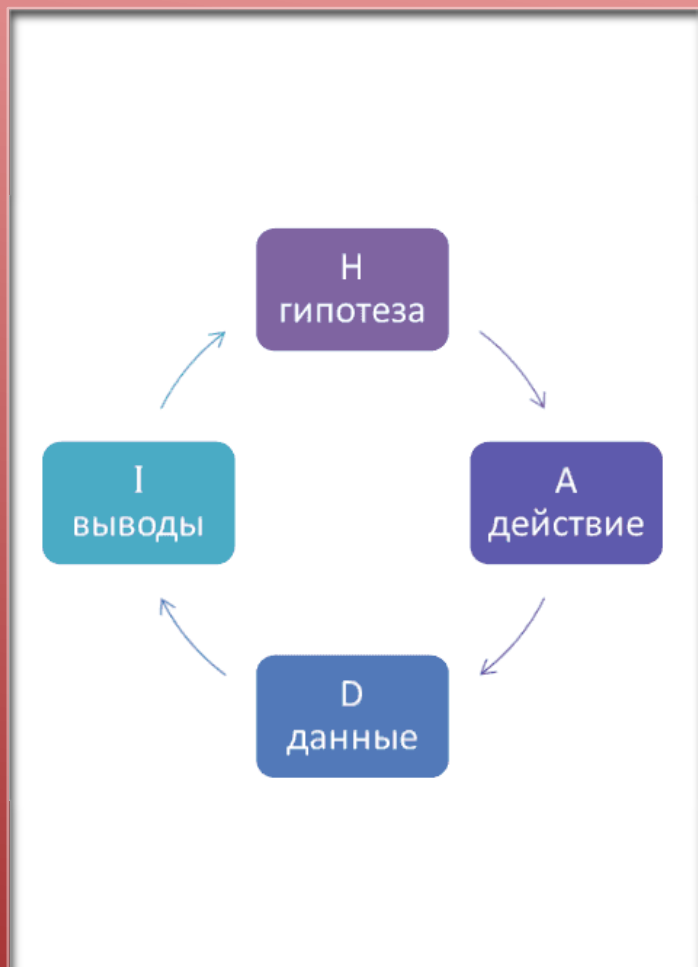 H
гипотеза
A
действие
D
данные
I
выводы